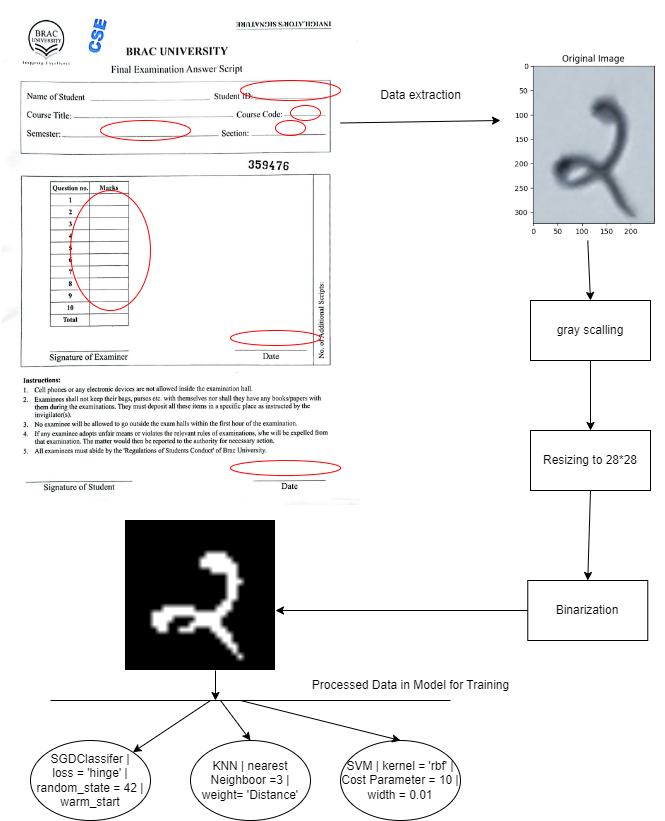 INVIGILATOR'S SIGNATURE
BRAC
UNIVERSITY
Inspiring Excellence
CSE
BRAC UNIVERSITY
Final Examination Answer Script
Name of Student Student ID:
Course Title: Course Code:
Semester: Section:
359476
Question no. Marks
1
2
3
4
5
6
7
8
9
10
Total
No. of Additional Scripts:
Signature of Examiner Date
Instructions:
1. Cell phones or any electronic devices are not allowed inside the examination hall.
2. Examinees shall not keep their bags, purses etc. with themselves nor shall they have any books/papers with
them during the examinations. They must deposit all these items in a specific place as instructed by the
invigilator(s).
3. No examinee will be allowed to go outside the exam halls within the first hour of the examination.
4. If any examinee adopts unfair means or violates the relevant rules of examinations, s/he will be expelled from
that examination. The matter would then be reported to the authority for necessary action.
5. All examinees must abide by the 'Regulations of Students Conduct' of Brac University.
Signature of Student Date
Data extraction
Original Image
0
50
100
150
200
250
300
0 50 100 150 200
2
gray scalling
Resizing to 28*28
Binarization
2
Processed Data in Model for Training
SGDClassifer |
loss = 'hinge' |
random_state = 42 |
warm_start
KNN | nearest
Neighboor =3 |
weight= 'Distance'
SVM | kernel = 'rbf' |
Cost Parameter = 10 |
width = 0.01